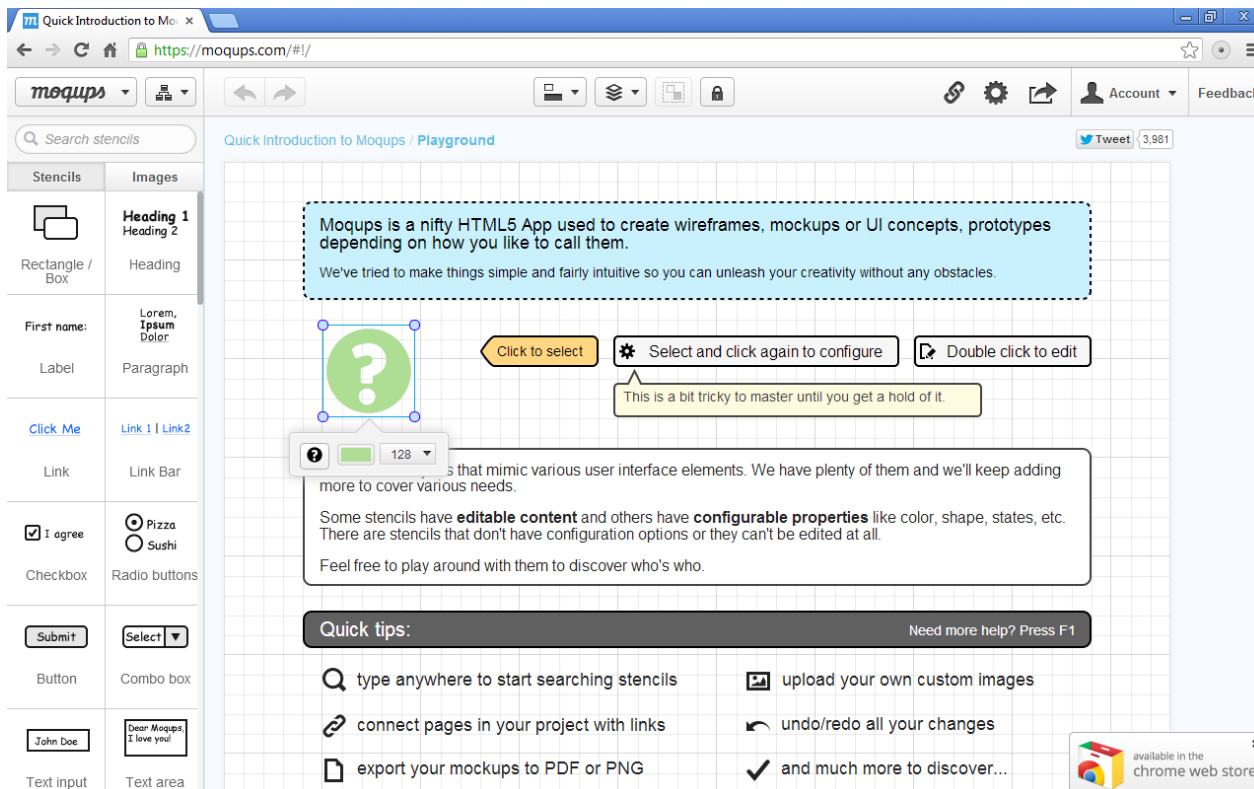 Quick Introduction to Mo
https://moqups.com/#!/
moqups
Account
Feedbac
Search stencils
Quick Introduction to Moqups / Playground
Tweet
3,981
Stencils
Images
Heading 1
Heading 2
Rectangle /
Box
Heading
First name:
Lorem,
Ipsum
Dolor
Label
Paragraph
Click Me
Link 1 | Link2
Link
Link Bar
I agree
Pizza
Sushi
Checkbox
Radio buttons
Submit
Select
Button
Combo box
John Doe
Dear Moqups,
I love you!
Text input
Text area
Moqups is a nifty HTML5 App used to create wireframes, mockups or UI concepts, prototypes
depending on how you like to call them.
We've tried to make things simple and fairly intuitive so you can unleash your creativity without any obstacles.
Click to select
Select and click again to configure
Double click to edit
This is a bit tricky to master until you get a hold of it.
128
that mimic various user interface elements. We have plenty of them and we'll keep adding
more to cover various needs.
Some stencils have editable content and others have configurable properties like color, shape, states, etc.
There are stencils that don't have configuration options or they can't be edited at all.
Feel free to play around with them to discover who's who.
Quick tips:
Need more help? Press F1
type anywhere to start searching stencils
upload your own custom images
connect pages in your project with links
undo/redo all your changes
export your mockups to PDF or PNG
and much more to discover...
available in the
chrome web store